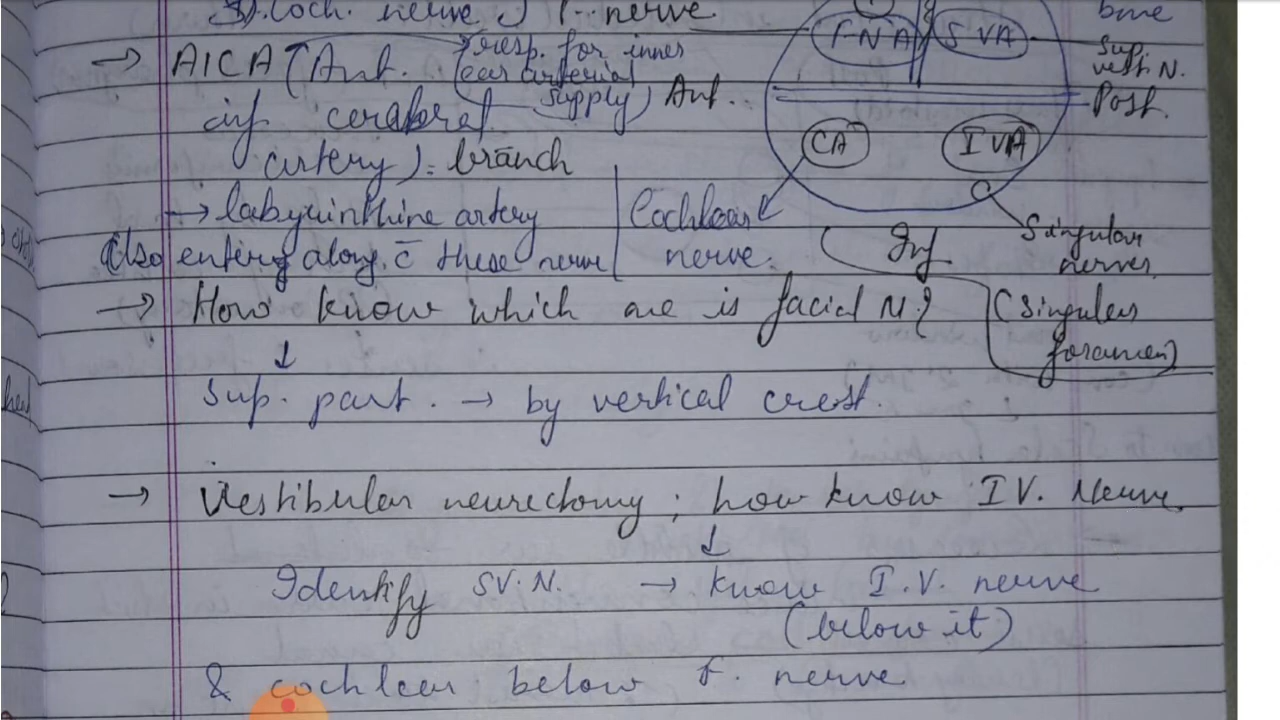 3). Coch. nerve J F. nerve
bone
FNA SVA
Sup. vest. N.
→ AICA (Ant. resp. for inner
ear arterial
supply) Ant.
Post.
inf cerebral
artery). branch
CA IVA
→ labyrinthine artery
Cochlear nerve.
Singular nerves.
Also entering along c̄ these nerve
Inf.
(Singular foramen)
→ How know which one is facial N?
↓
Sup. part. → by vertical crest.
→ Vestibular neurectomy ; how know I V. Nerve.
↓
Identify SV.N. → know I.V. nerve
(below it)
& cochlear below F. nerve